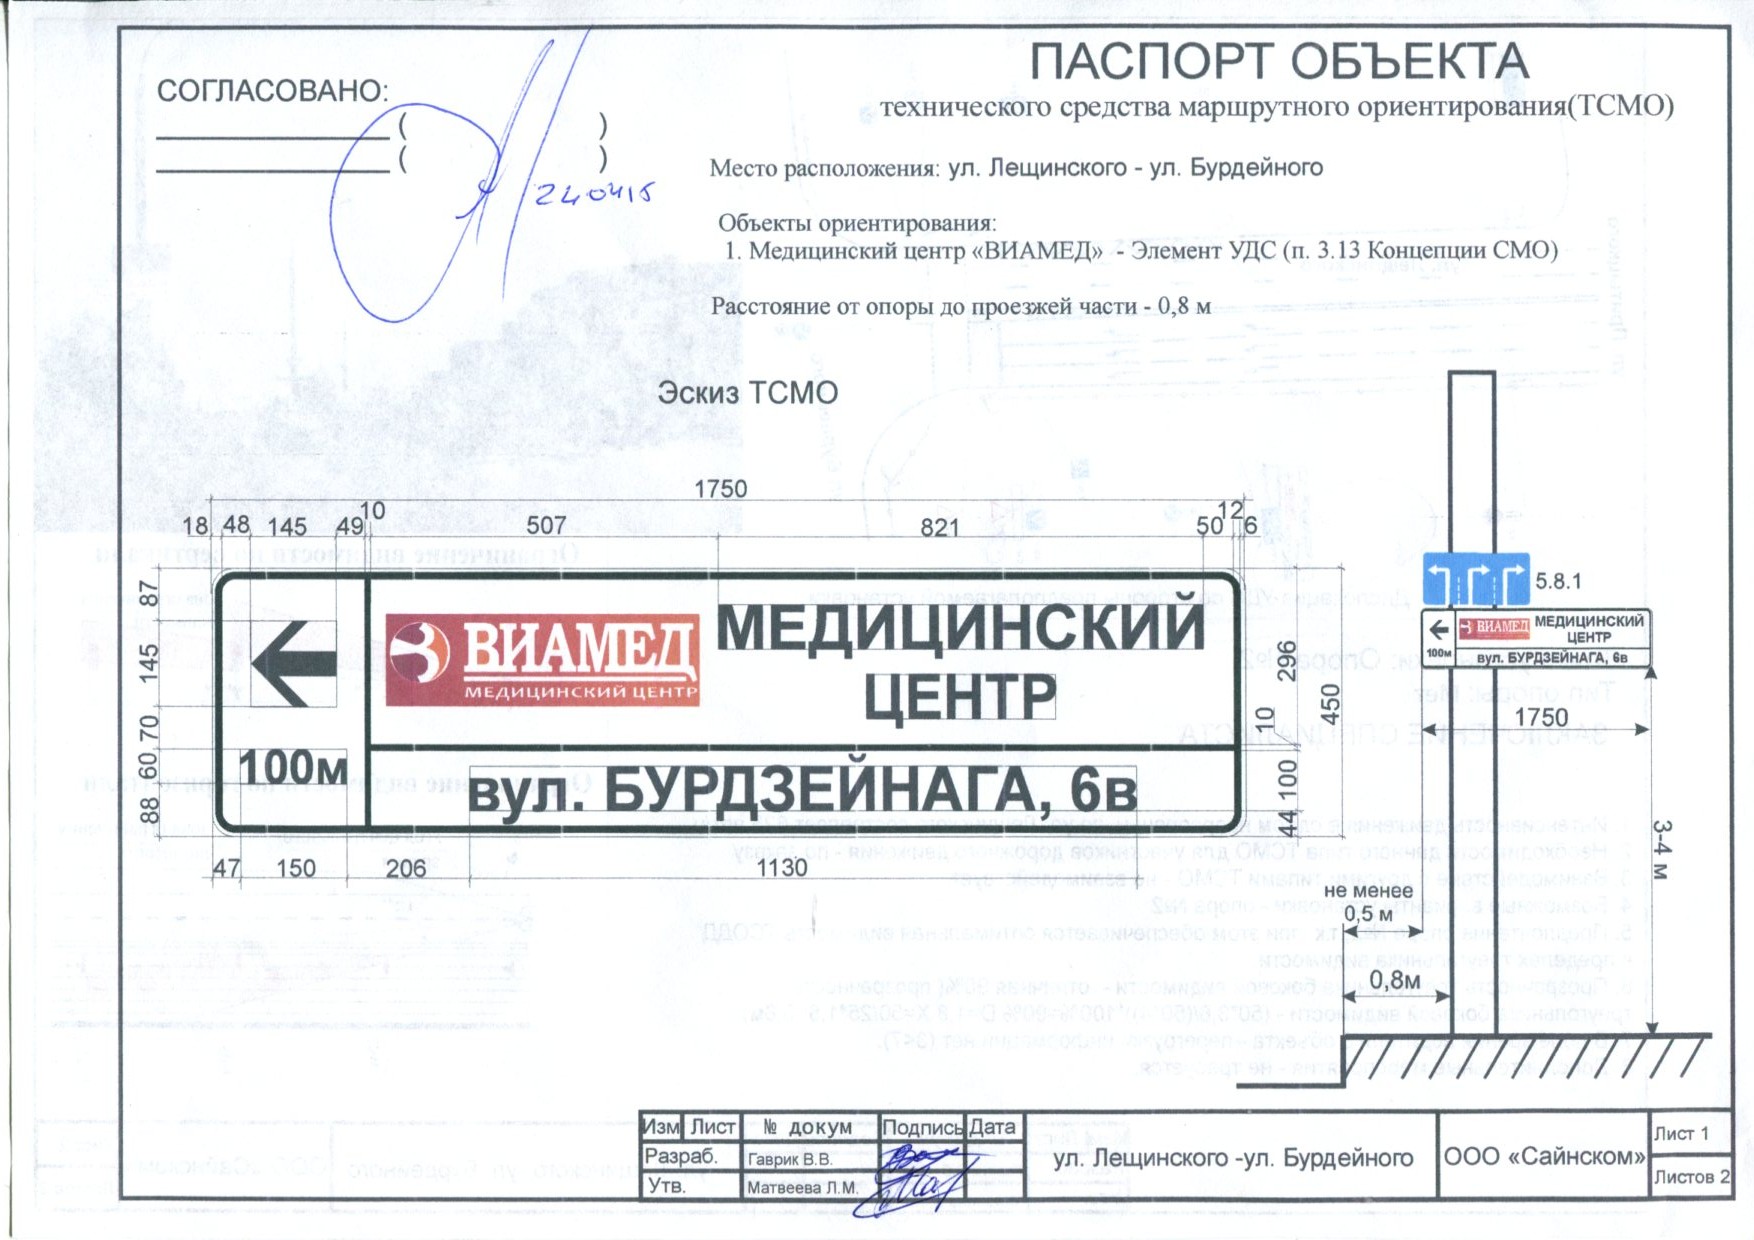 СОГЛАСОВАНО:
( )
( )
240415
ПАСПОРТ ОБЪЕКТА
технического средства маршрутного ориентирования(ТСМО)
Место расположения: ул. Лещинского - ул. Бурдейного
Объекты ориентирования:
1. Медицинский центр «ВИАМЕД» - Элемент УДС (п. 3.13 Концепции СМО)
Расстояние от опоры до проезжей части - 0,8 м
Эскиз ТСМО
1750
18 48 145 49 10 507 821 50 12 6
87
145
70
60
88
ВИАМЕД
МЕДИЦИНСКИЙ ЦЕНТР
МЕДИЦИНСКИЙ
ЦЕНТР
100м
вул. БУРДЗЕЙНАГА, 6в
296
10
100
44
450
47 150 206 1130
5.8.1
ВИАМЕД
МЕДИЦИНСКИЙ
ЦЕНТР
100м
вул. БУРДЗЕЙНАГА, 6в
1750
3-4 м
не менее
0,5 м
0,8м
Изм Лист № докум Подпись Дата
Разраб. Гаврик В.В.
Утв. Матвеева Л.М.
ул. Лещинского -ул. Бурдейного
ООО «Сайнском»
Лист 1
Листов 2